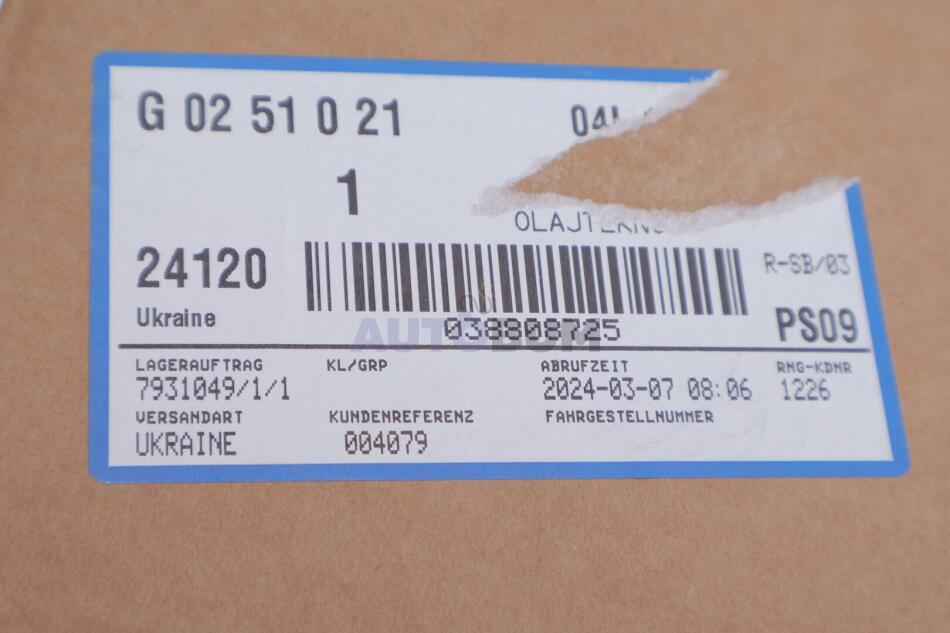 G 02 51 0 21
1
24120
R-SB/03
Ukraine
038808725
PS09
AUTODOM
LAGERAUFTRAG KL/GRP ABRUFZEIT RNG-KDNR
7931049/1/1 2024-03-07 08:06 1226
VERSANDART KUNDENREFERENZ FAHRGESTELLNUMMER
UKRAINE 004079